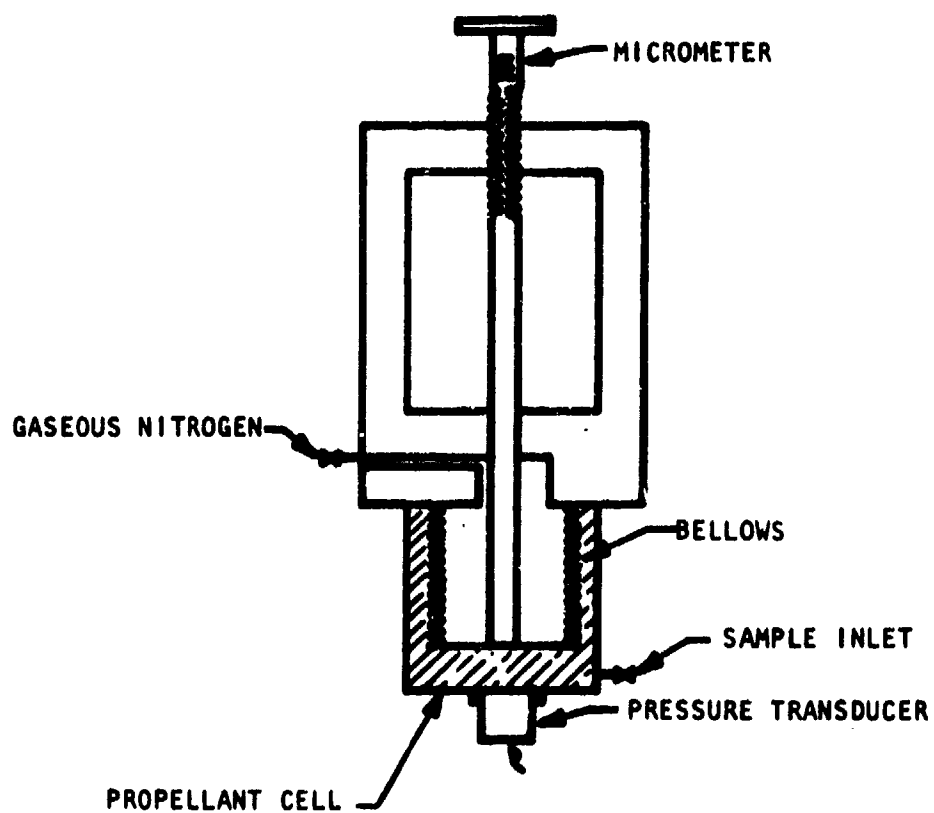 MICROMETER
GASEOUS NITROGEN
BELLOWS
SAMPLE INLET
PRESSURE TRANSDUCER
PROPELLANT CELL